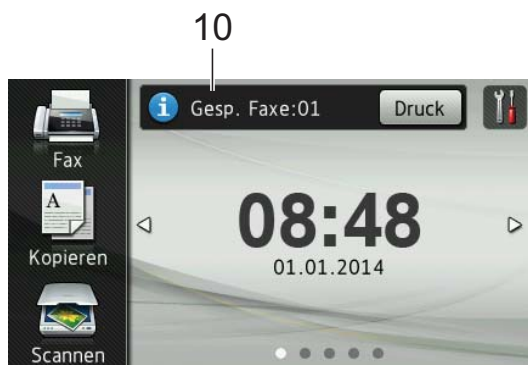 10
Gesp. Faxe:01 Druck
Fax
A
Kopieren
08:48
01.01.2014
Scannen